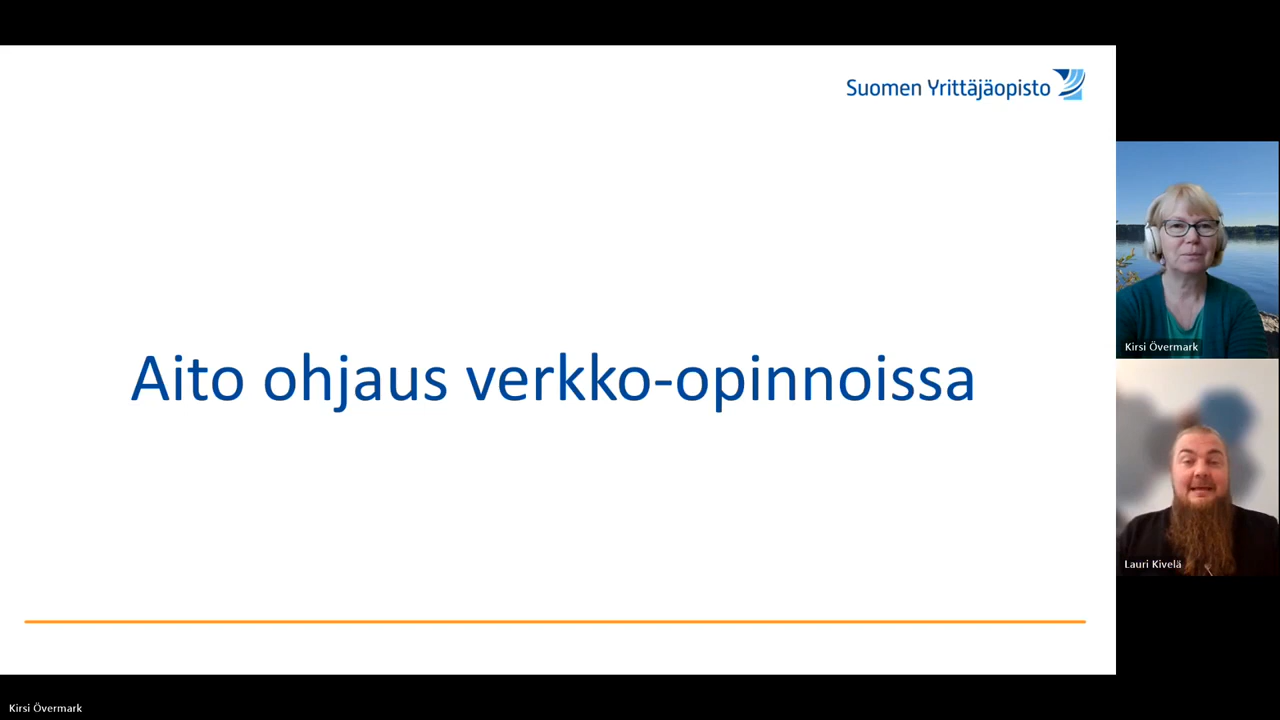 Suomen Yrittäjäopisto
Aito ohjaus verkko-opinnoissa
Kirsi Övermark
Lauri Kivelä
Kirsi Övermark